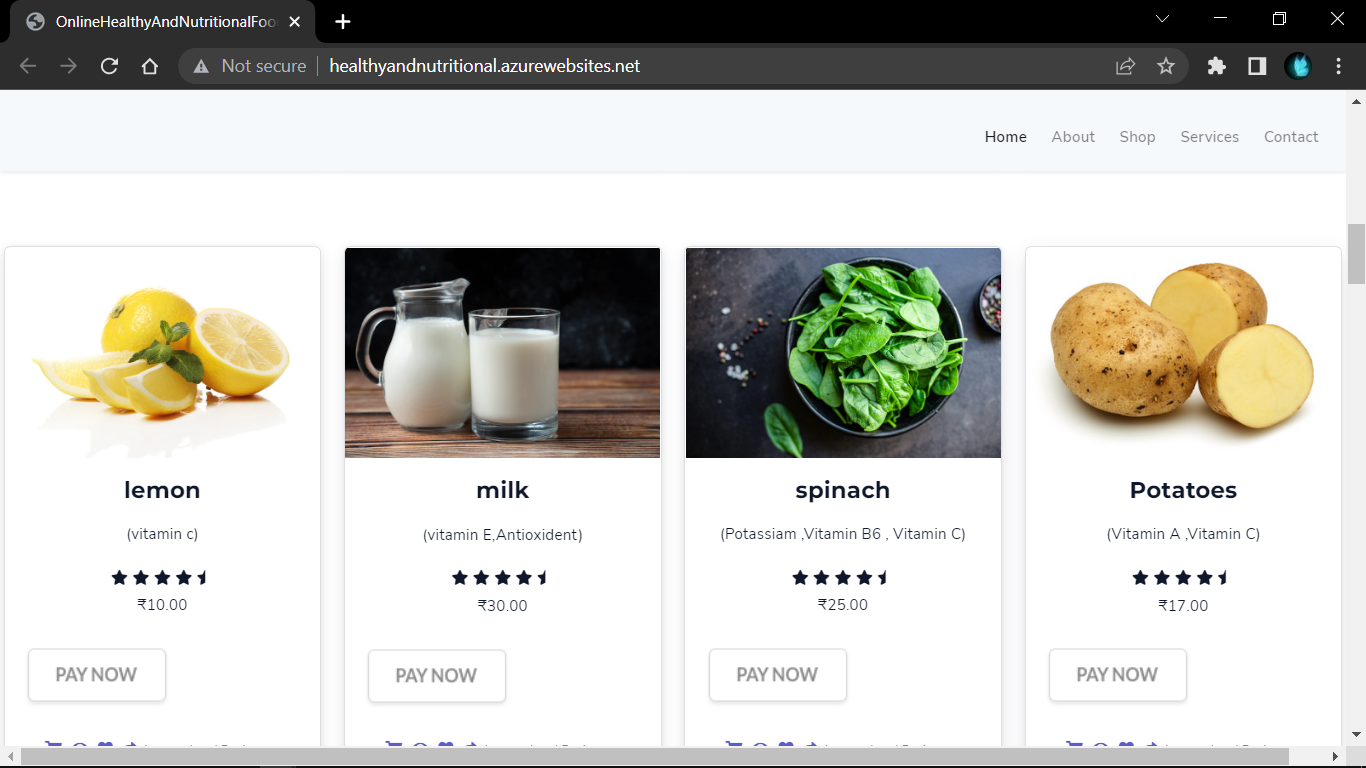 OnlineHealthyAndNutritionalFoo
Not secure
healthyandnutritional.azurewebsites.net
Home About Shop Services Contact
lemon
(vitamin c)
₹10.00
PAY NOW
milk
(vitamin E,Antioxident)
₹30.00
PAY NOW
spinach
(Potassiam ,Vitamin B6 , Vitamin C)
₹25.00
PAY NOW
Potatoes
(Vitamin A ,Vitamin C)
₹17.00
PAY NOW